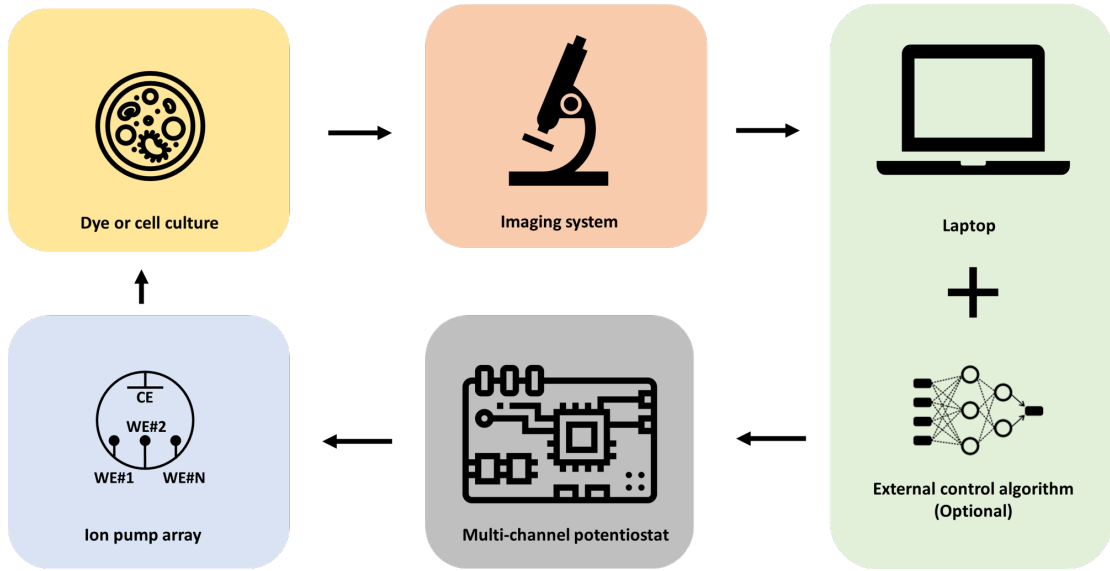 Dye or cell culture
Imaging system
Laptop
CE
WE#2
WE#1
WE#N
Ion pump array
Multi-channel potentiostat
External control algorithm
(Optional)